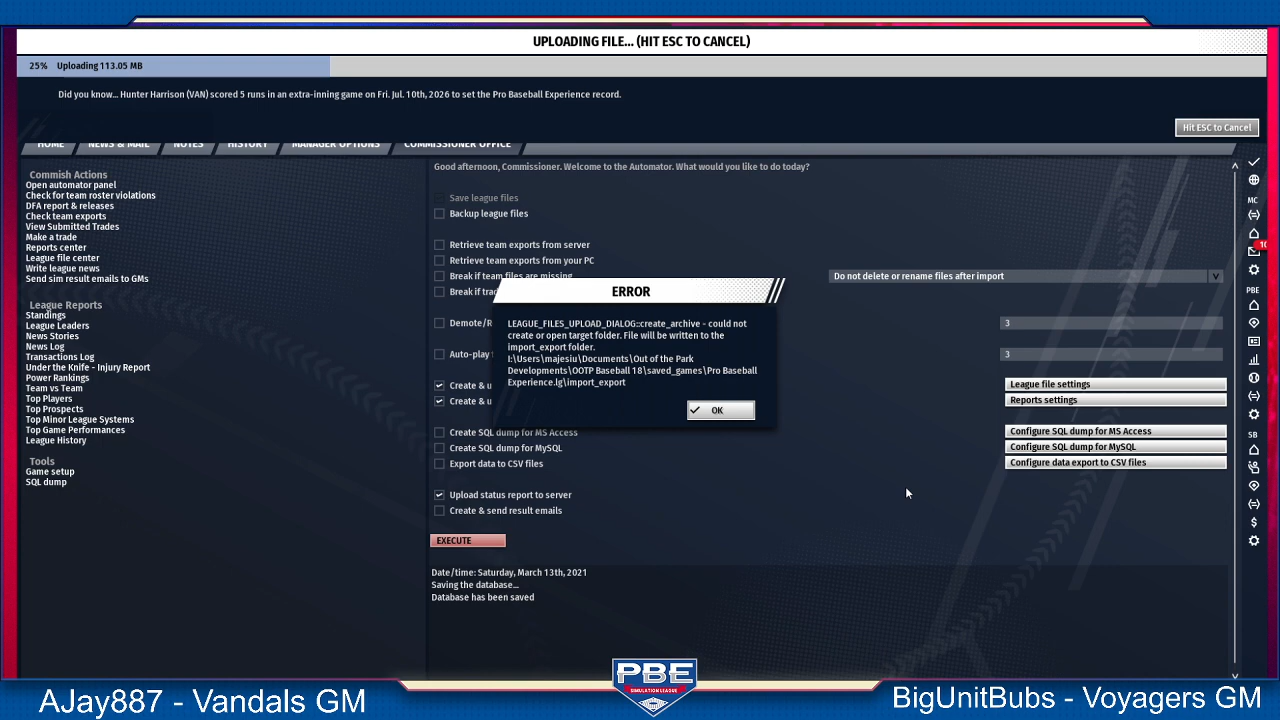 UPLOADING FILE... (HIT ESC TO CANCEL)
25% Uploading 113.05 MB
Did you know... Hunter Harrison (VAN) scored 5 runs in an extra-inning game on Fri. Jul. 10th, 2026 to set the Pro Baseball Experience record.
Hit ESC to Cancel
HOME NEWS & MAIL NOTES HISTORY MANAGER OPTIONS COMMISSIONER OFFICE
Commish Actions
Open automator panel
Check for team roster violations
DFA report & releases
Check team exports
View Submitted Trades
Make a trade
Reports center
League file center
Write league news
Send sim result emails to GMs
League Reports
Standings
League Leaders
News Stories
News Log
Transactions Log
Under the Knife - Injury Report
Power Rankings
Team vs Team
Top Players
Top Prospects
Top Minor League Systems
Top Game Performances
League History
Tools
Game setup
SQL dump
Good afternoon, Commissioner. Welcome to the Automator. What would you like to do today?
Save league files
Backup league files
Retrieve team exports from server
Retrieve team exports from your PC
Break if team files are missing Do not delete or rename files after import
Break if tra
Demote/R 3
Auto-play 3
Create & u League file settings
Create & u Reports settings
Create SQL dump for MS Access Configure SQL dump for MS Access
Create SQL dump for MySQL Configure SQL dump for MySQL
Export data to CSV files Configure data export to CSV files
Upload status report to server
Create & send result emails
EXECUTE
Date/time: Saturday, March 13th, 2021
Saving the database...
Database has been saved
ERROR
LEAGUE_FILES_UPLOAD_DIALOG::create_archive - could not
create or open target folder. File will be written to the
import_export folder.
I:\Users\majesiu\Documents\Out of the Park
Developments\OOTP Baseball 18\saved_games\Pro Baseball
Experience.lg\import_export
OK
MC
10
PBE
SB
$
PBE
SIMULATION LEAGUE
AJay887 - Vandals GM
BigUnitBubs - Voyagers GM